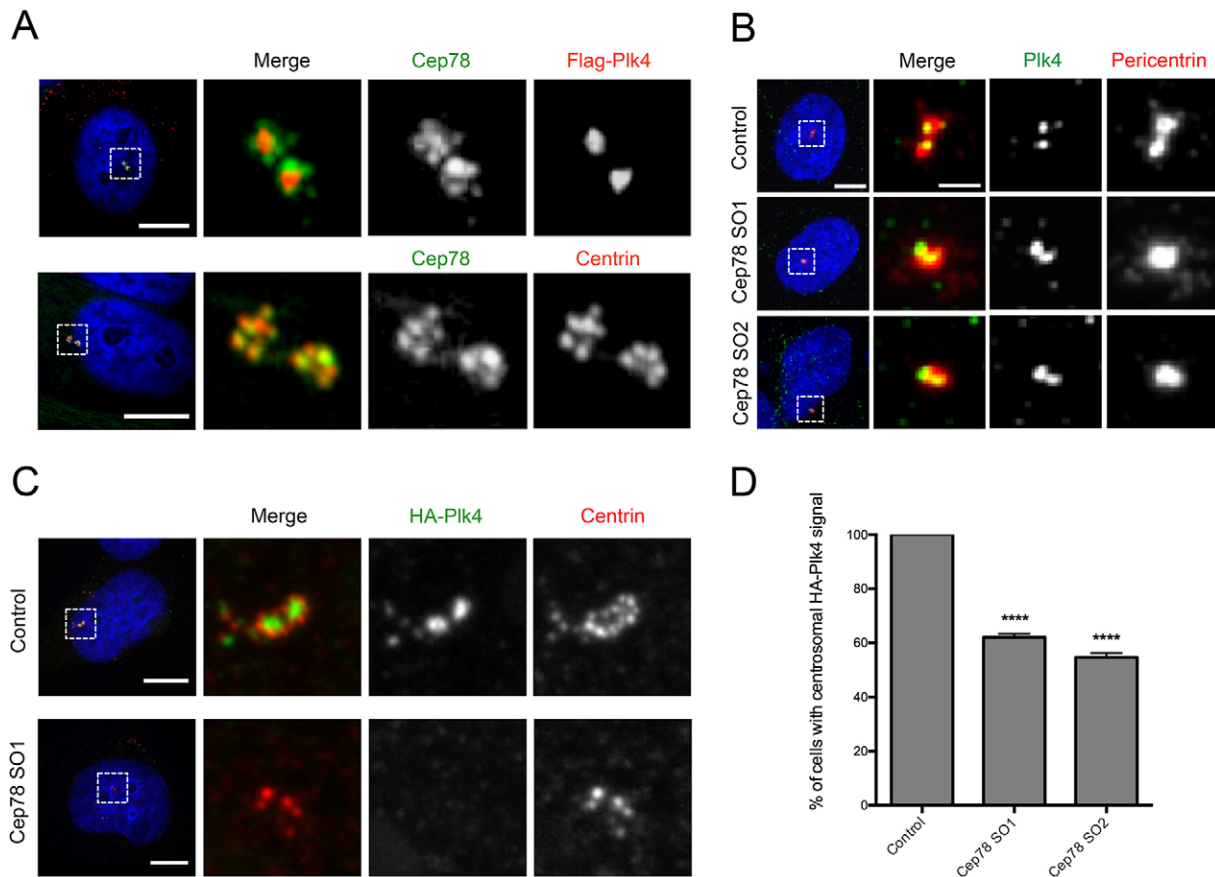 A
Merge Cep78 Flag-Plk4
Cep78 Centrin
B
Merge Plk4 Pericentrin
Control
Cep78 SO1
Cep78 SO2
C
Merge HA-Plk4 Centrin
Control
Cep78 SO1
D
% of cells with centrosomal HA-Plk4 signal
100
80
60
40
20
0
****
****
Control
Cep78 SO1
Cep78 SO2